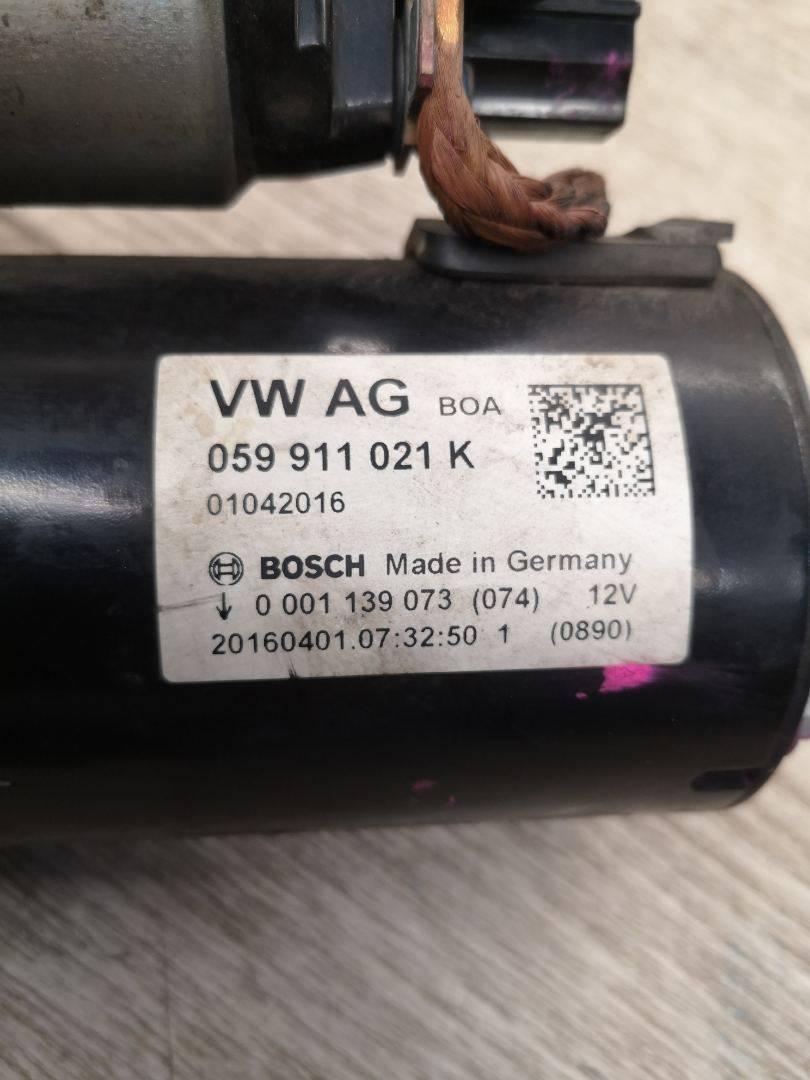 VW AG BOA
059 911 021 K
01042016
BOSCH Made in Germany
↓ 0 001 139 073 (074) 12V
20160401.07:32:50 1 (0890)